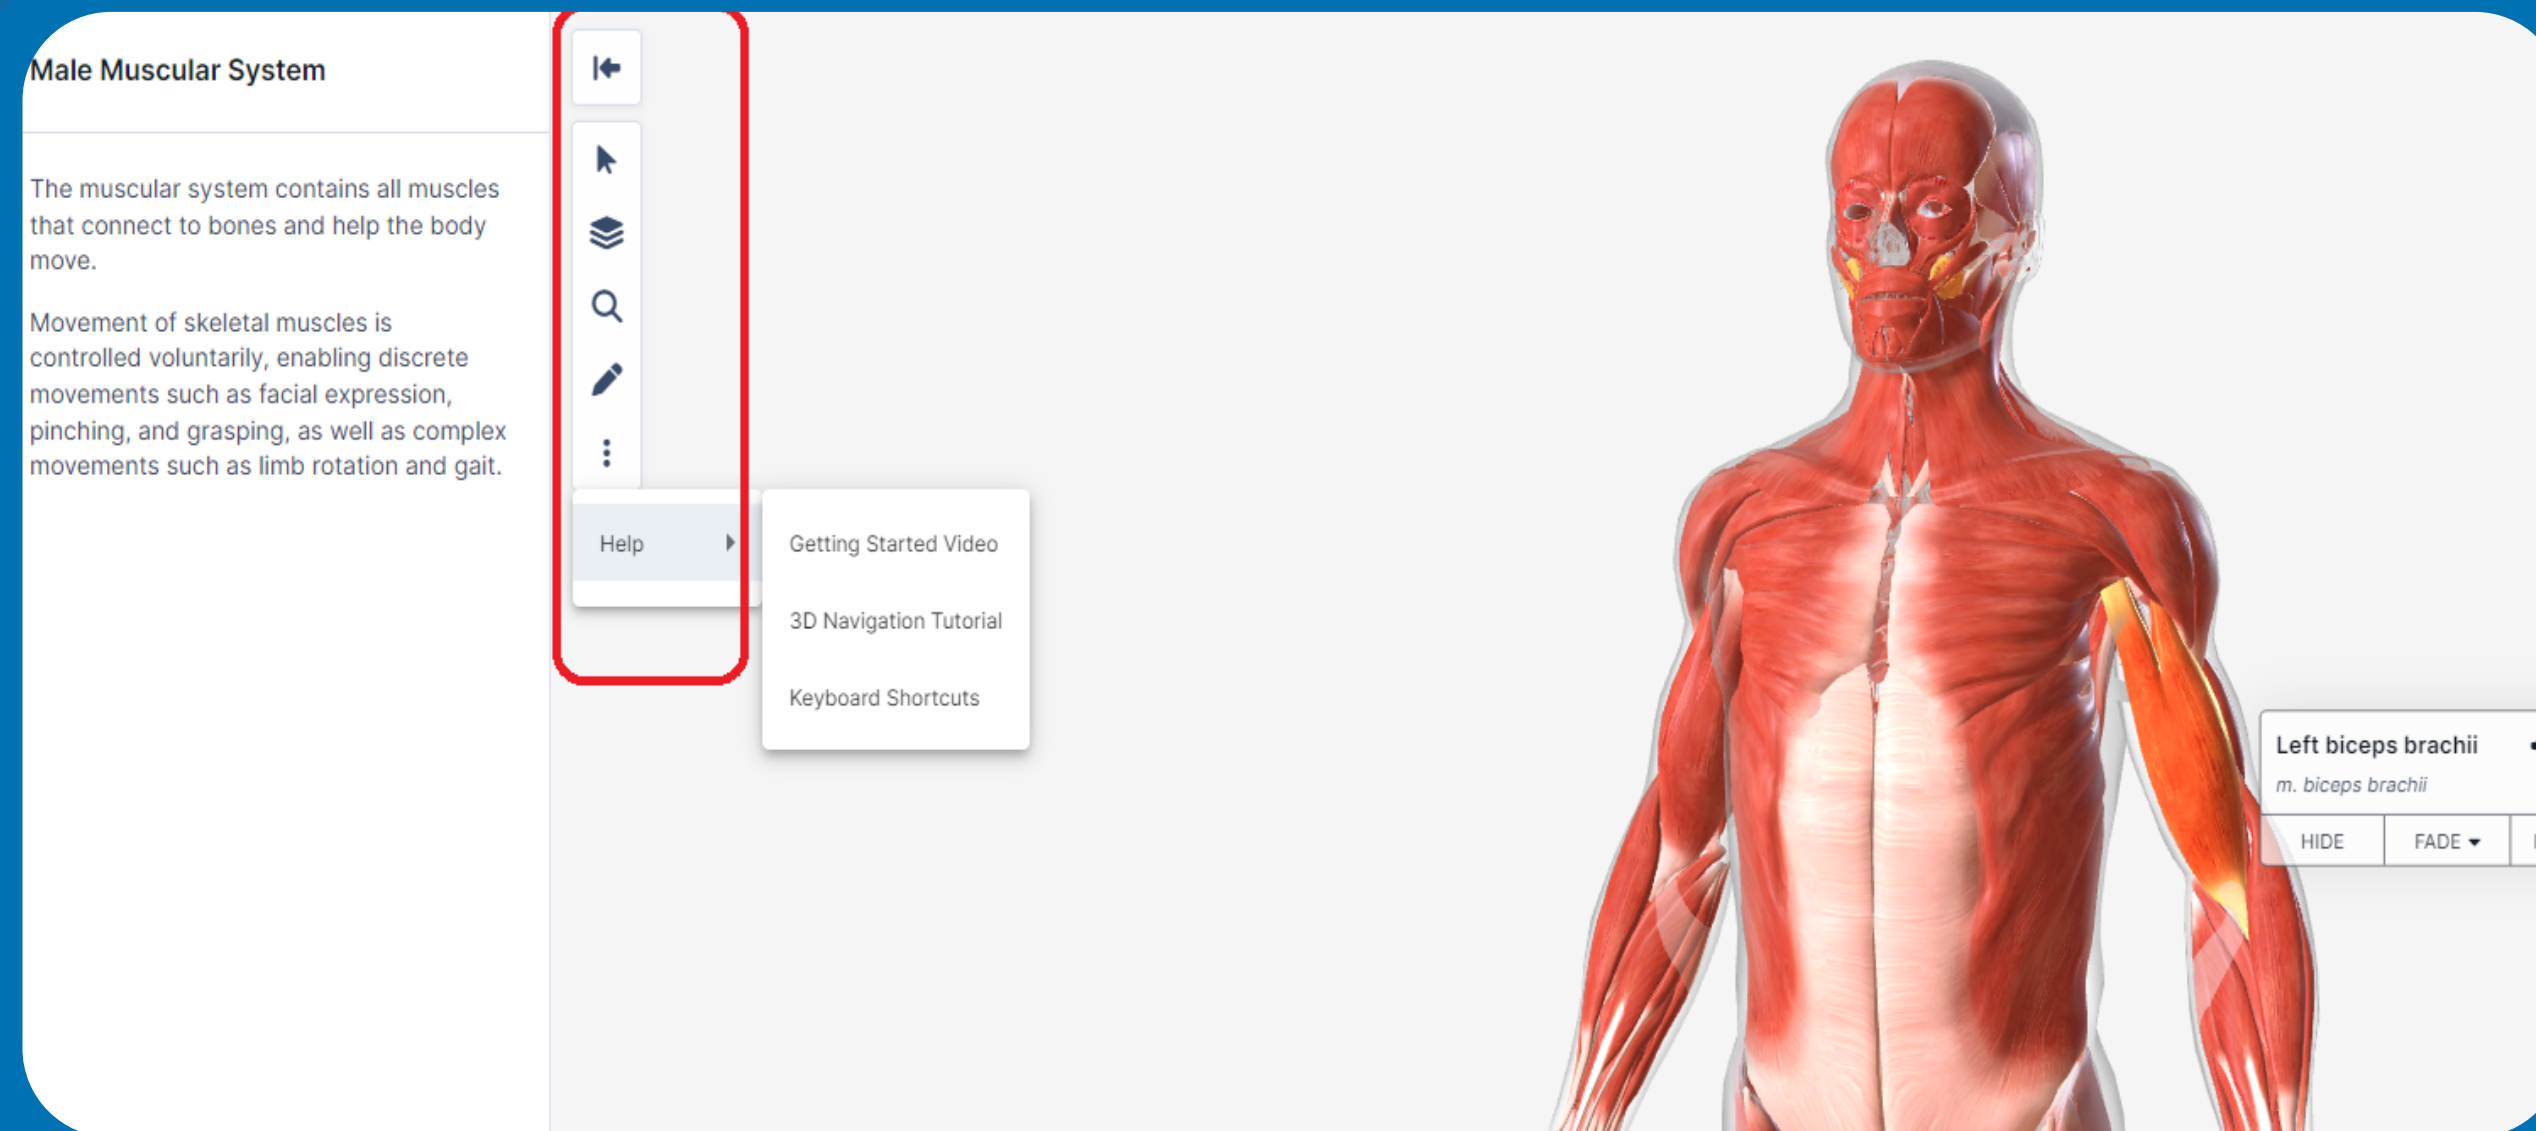 Male Muscular System
The muscular system contains all muscles
that connect to bones and help the body
move.
Movement of skeletal muscles is
controlled voluntarily, enabling discrete
movements such as facial expression,
pinching, and grasping, as well as complex
movements such as limb rotation and gait.
Help
Getting Started Video
3D Navigation Tutorial
Keyboard Shortcuts
Left biceps brachii
m. biceps brachii
HIDE
FADE